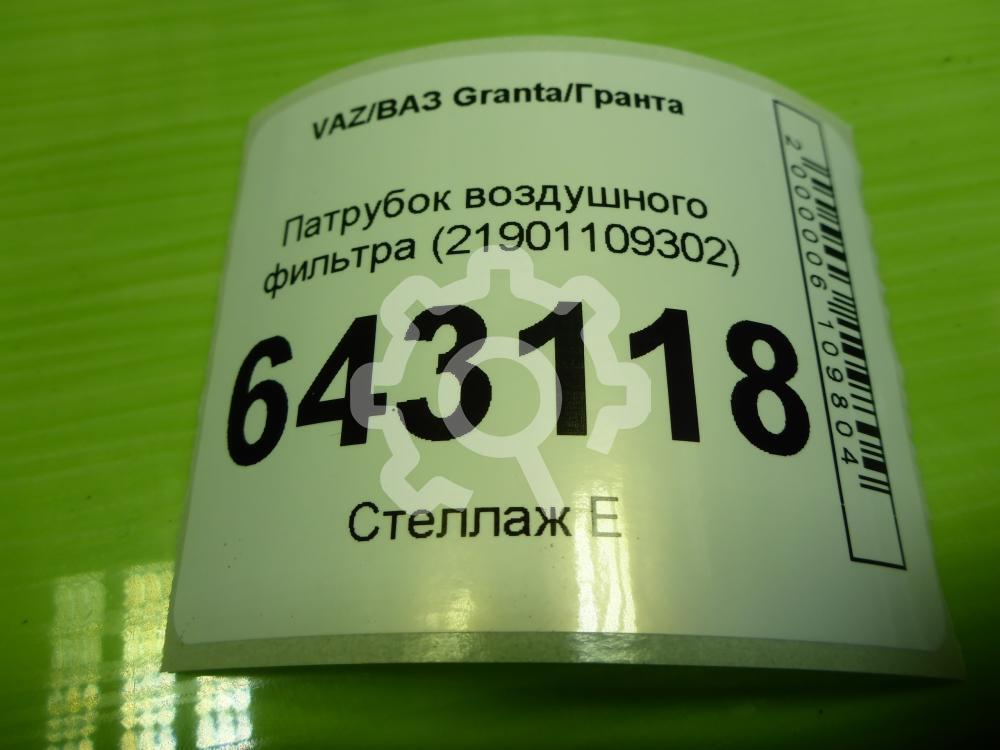 VAZ/ВАЗ Granta/Гранта
Патрубок воздушного
фильтра (21901109302)
643118
Стеллаж E
2000006109804